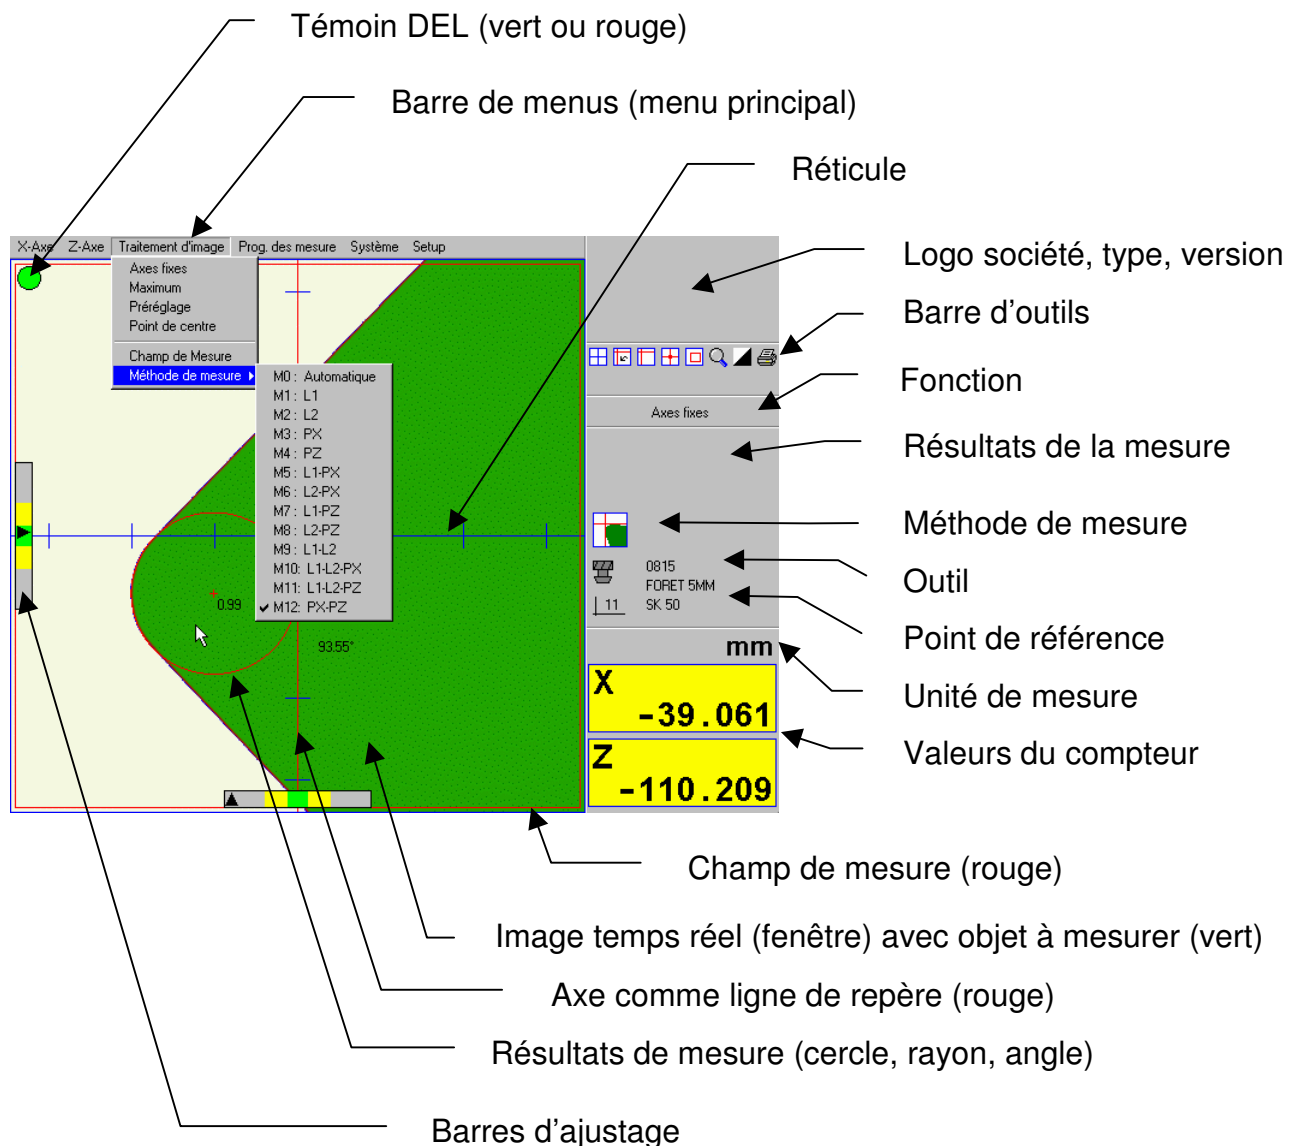 Témoin DEL (vert ou rouge)
Barre de menus (menu principal)
Réticule
X-Axe Z-Axe Traitement d'image Prog. des mesure Système Setup
Axes fixes
Maximum
Préréglage
Point de centre
Champ de Mesure
Méthode de mesure
M0 : Automatique
M1 : L1
M2 : L2
M3 : PX
M4 : PZ
M5 : L1-PX
M6 : L2-PX
M7 : L1-PZ
M8 : L2-PZ
M9 : L1-L2
M10: L1-L2-PX
M11: L1-L2-PZ
M12: PX-PZ
0.99
93.55°
Logo société, type, version
Barre d'outils
Fonction
Axes fixes
Résultats de la mesure
Méthode de mesure
0815
FORET 5MM
11 SK 50
Outil
Point de référence
mm
Unité de mesure
X
-39.061
Valeurs du compteur
Z
-110.209
Champ de mesure (rouge)
Image temps réel (fenêtre) avec objet à mesurer (vert)
Axe comme ligne de repère (rouge)
Résultats de mesure (cercle, rayon, angle)
Barres d'ajustage